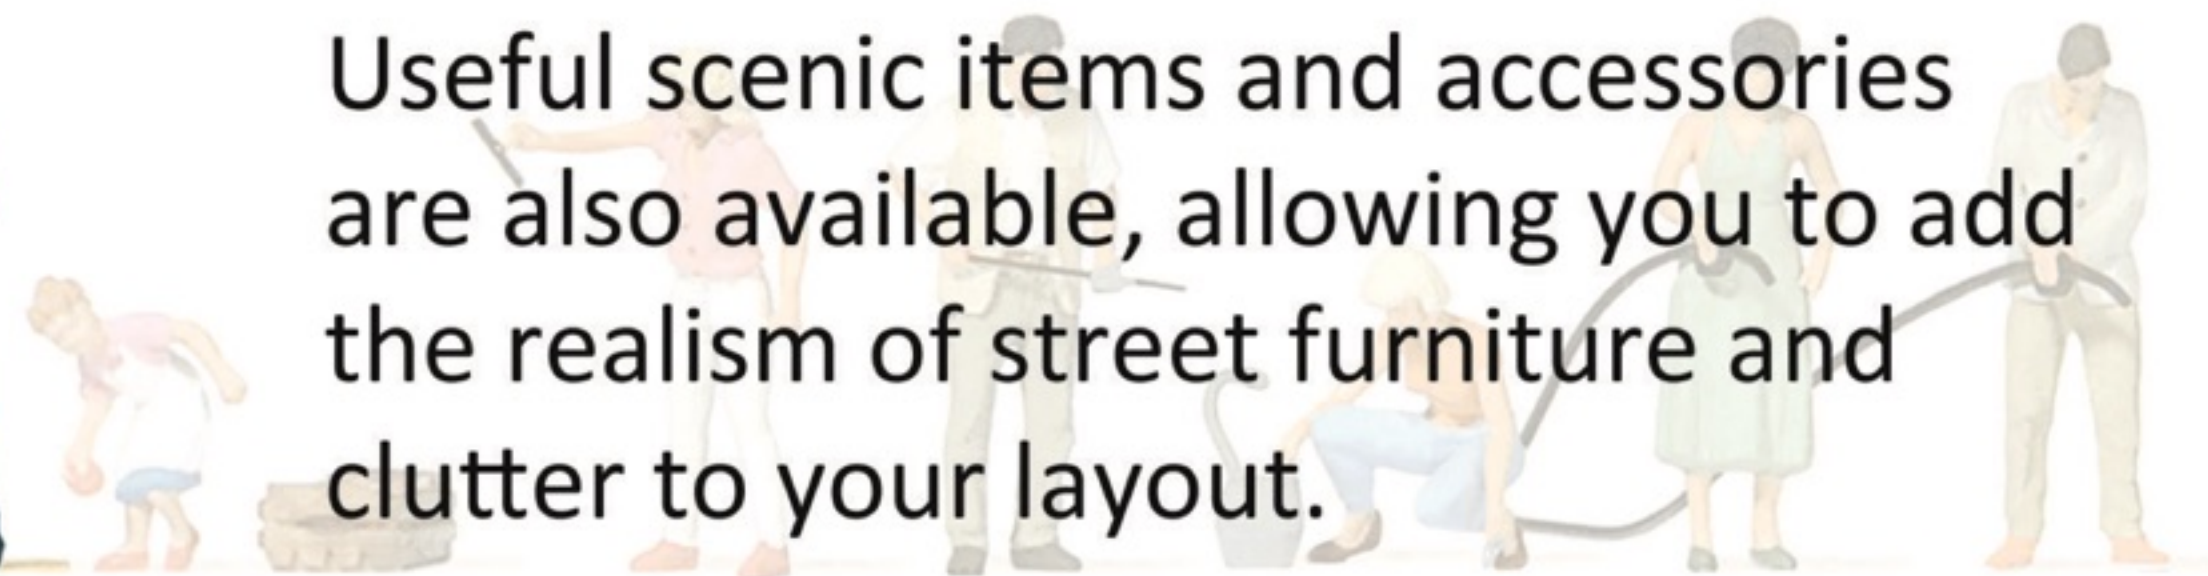 Useful scenic items and accessories
are also available, allowing you to add
the realism of street furniture and
clutter to your layout.